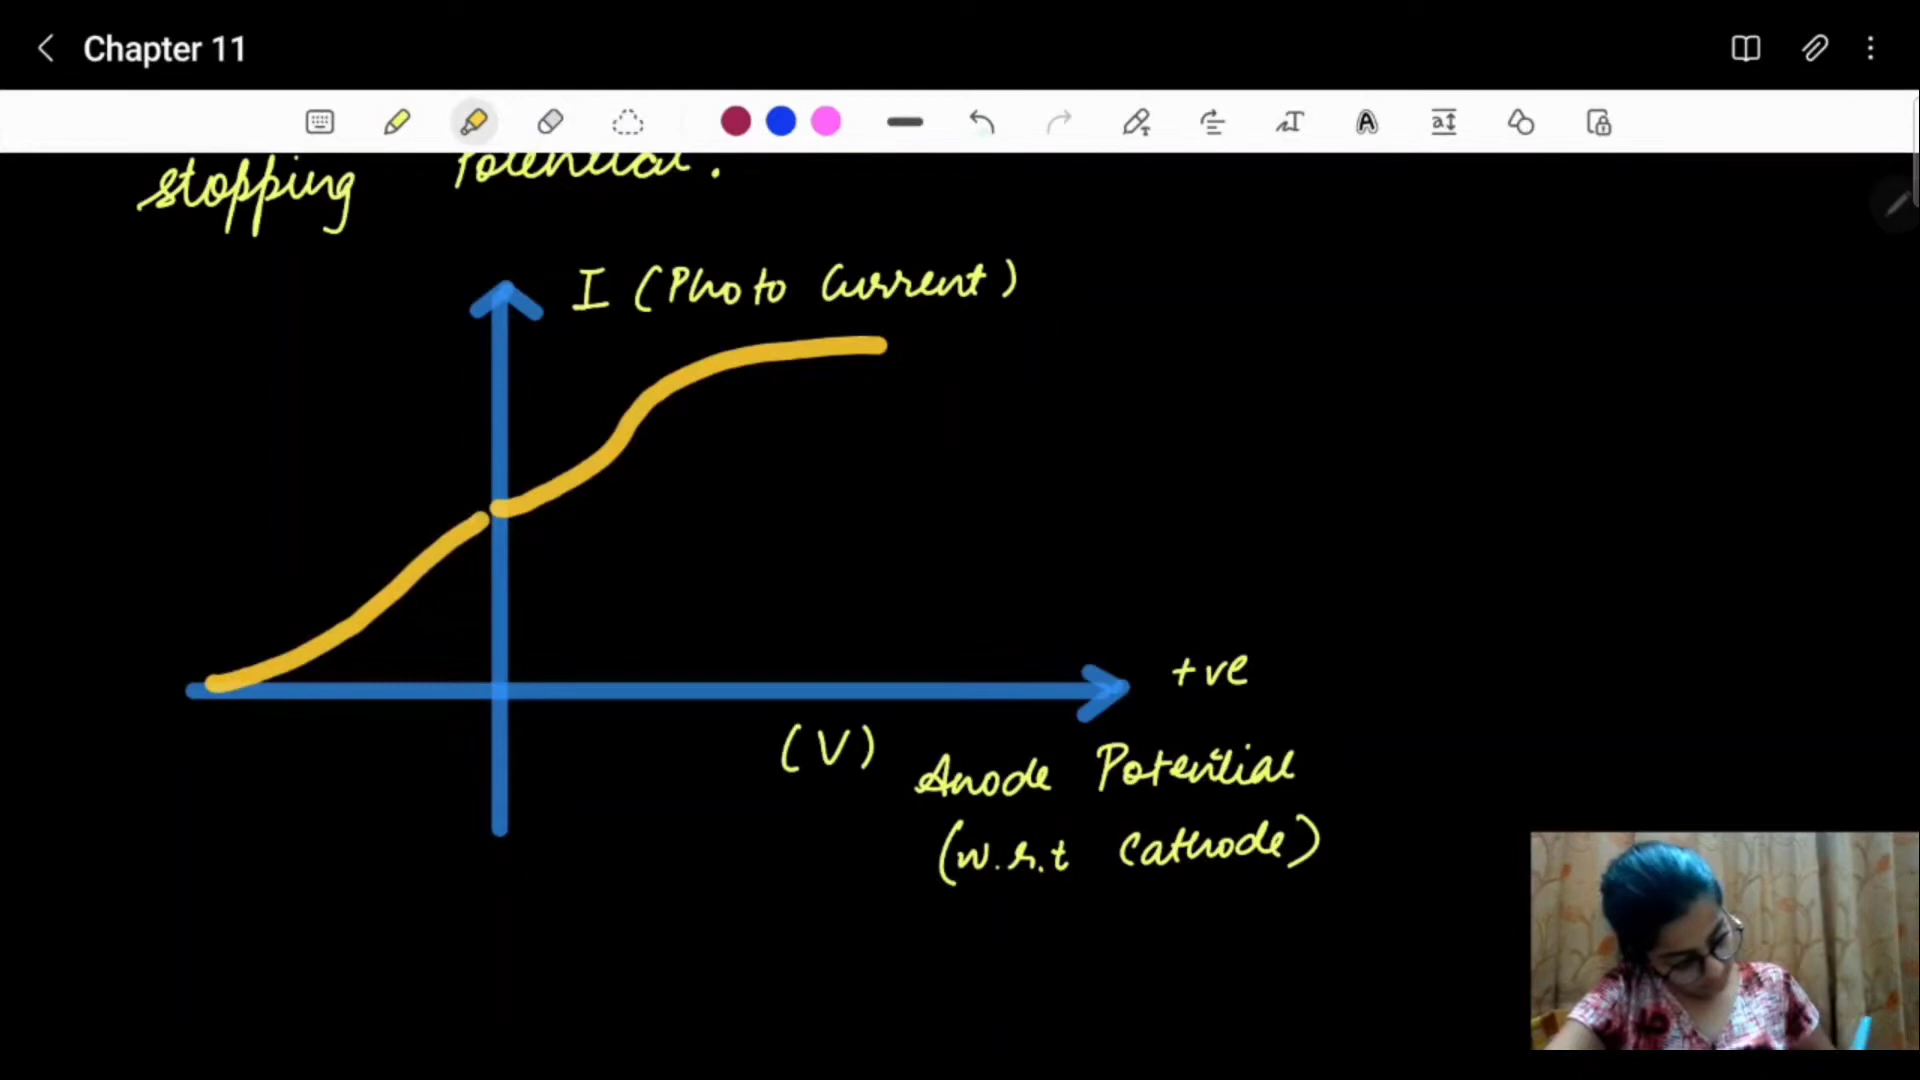 Chapter 11
stopping Potential.
I (Photo Current)
+ve
(V) Anode Potential
(w.r.t Cathode)